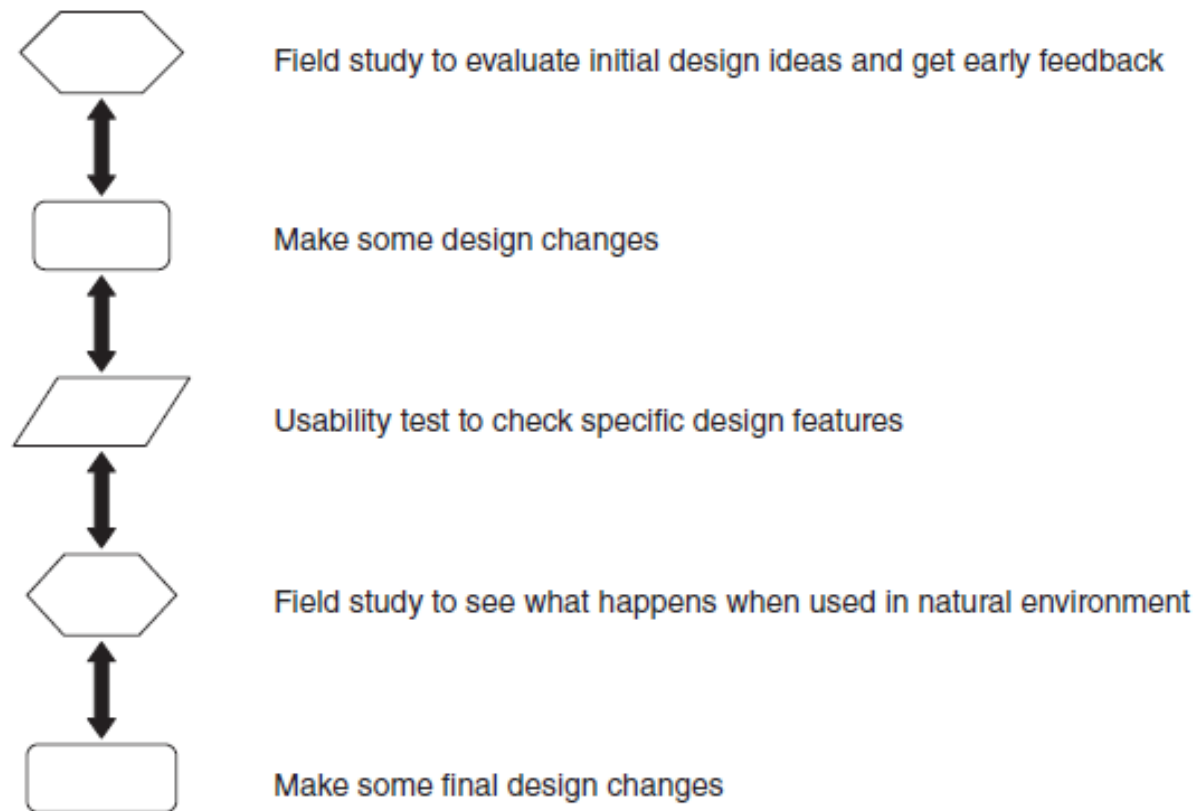 Field study to evaluate initial design ideas and get early feedback
Make some design changes
Usability test to check specific design features
Field study to see what happens when used in natural environment
Make some final design changes